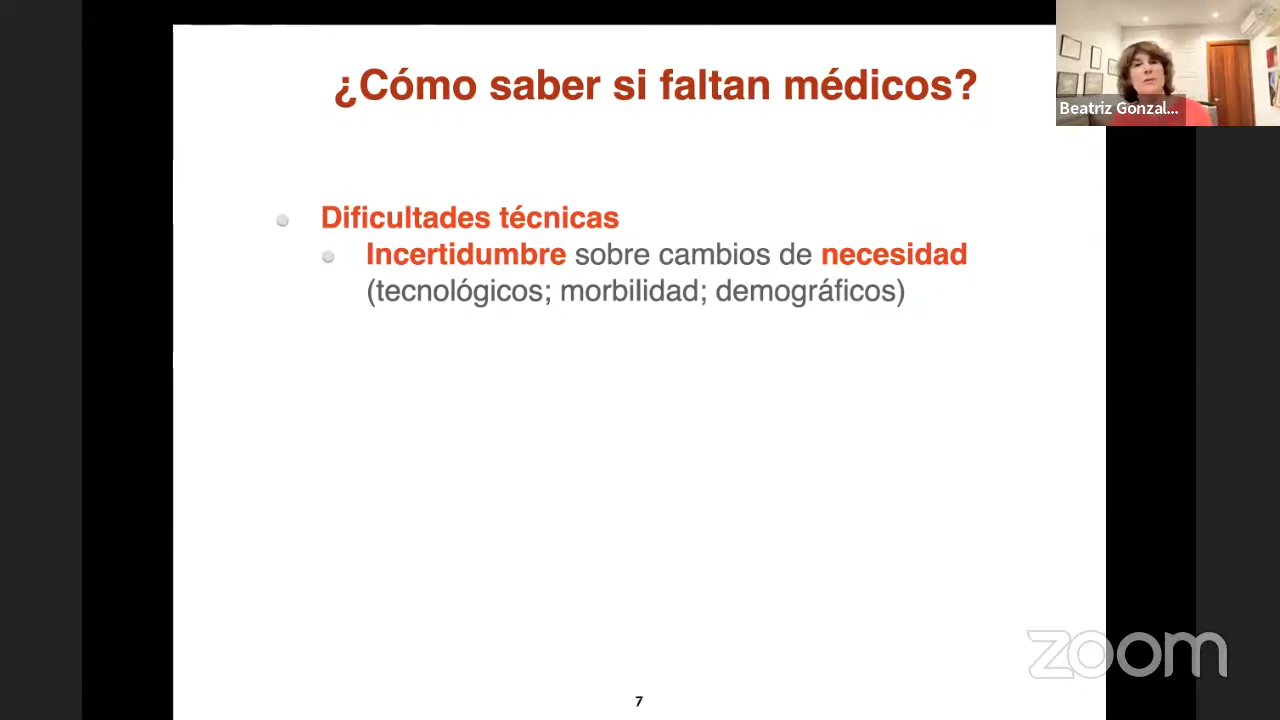 ¿Cómo saber si faltan médicos?
Beatriz Gonzal...
Dificultades técnicas
Incertidumbre sobre cambios de necesidad
(tecnológicos; morbilidad; demográficos)
zoom
7